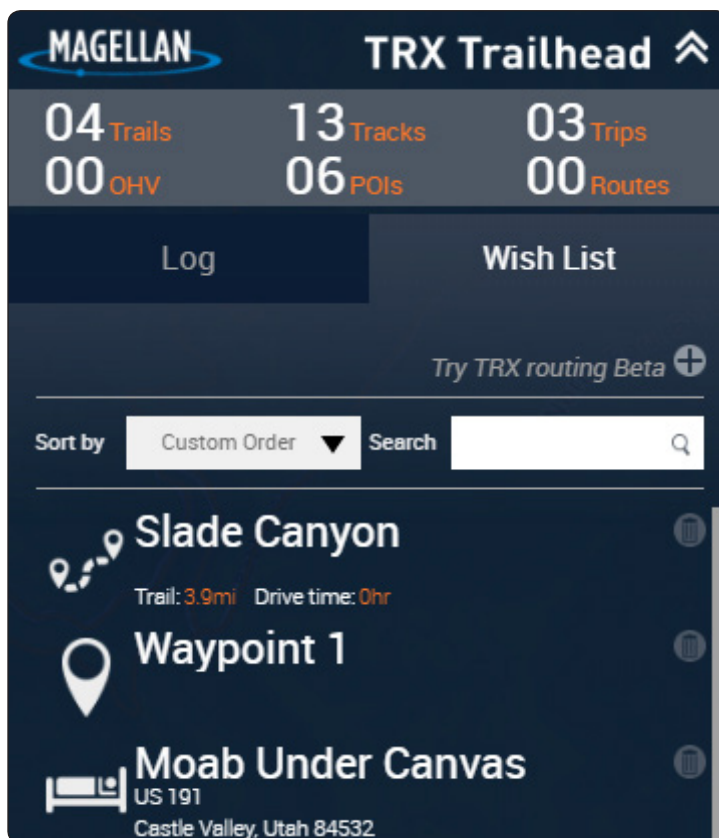 MAGELLAN TRX Trailhead
04 Trails 13 Tracks 03 Trips
00 OHV 06 POIs 00 Routes
Log Wish List
Try TRX routing Beta
Sort by Custom Order Search
Slade Canyon
Trail: 3.9mi Drive time: 0hr
Waypoint 1
Moab Under Canvas
US 191
Castle Valley, Utah 84532